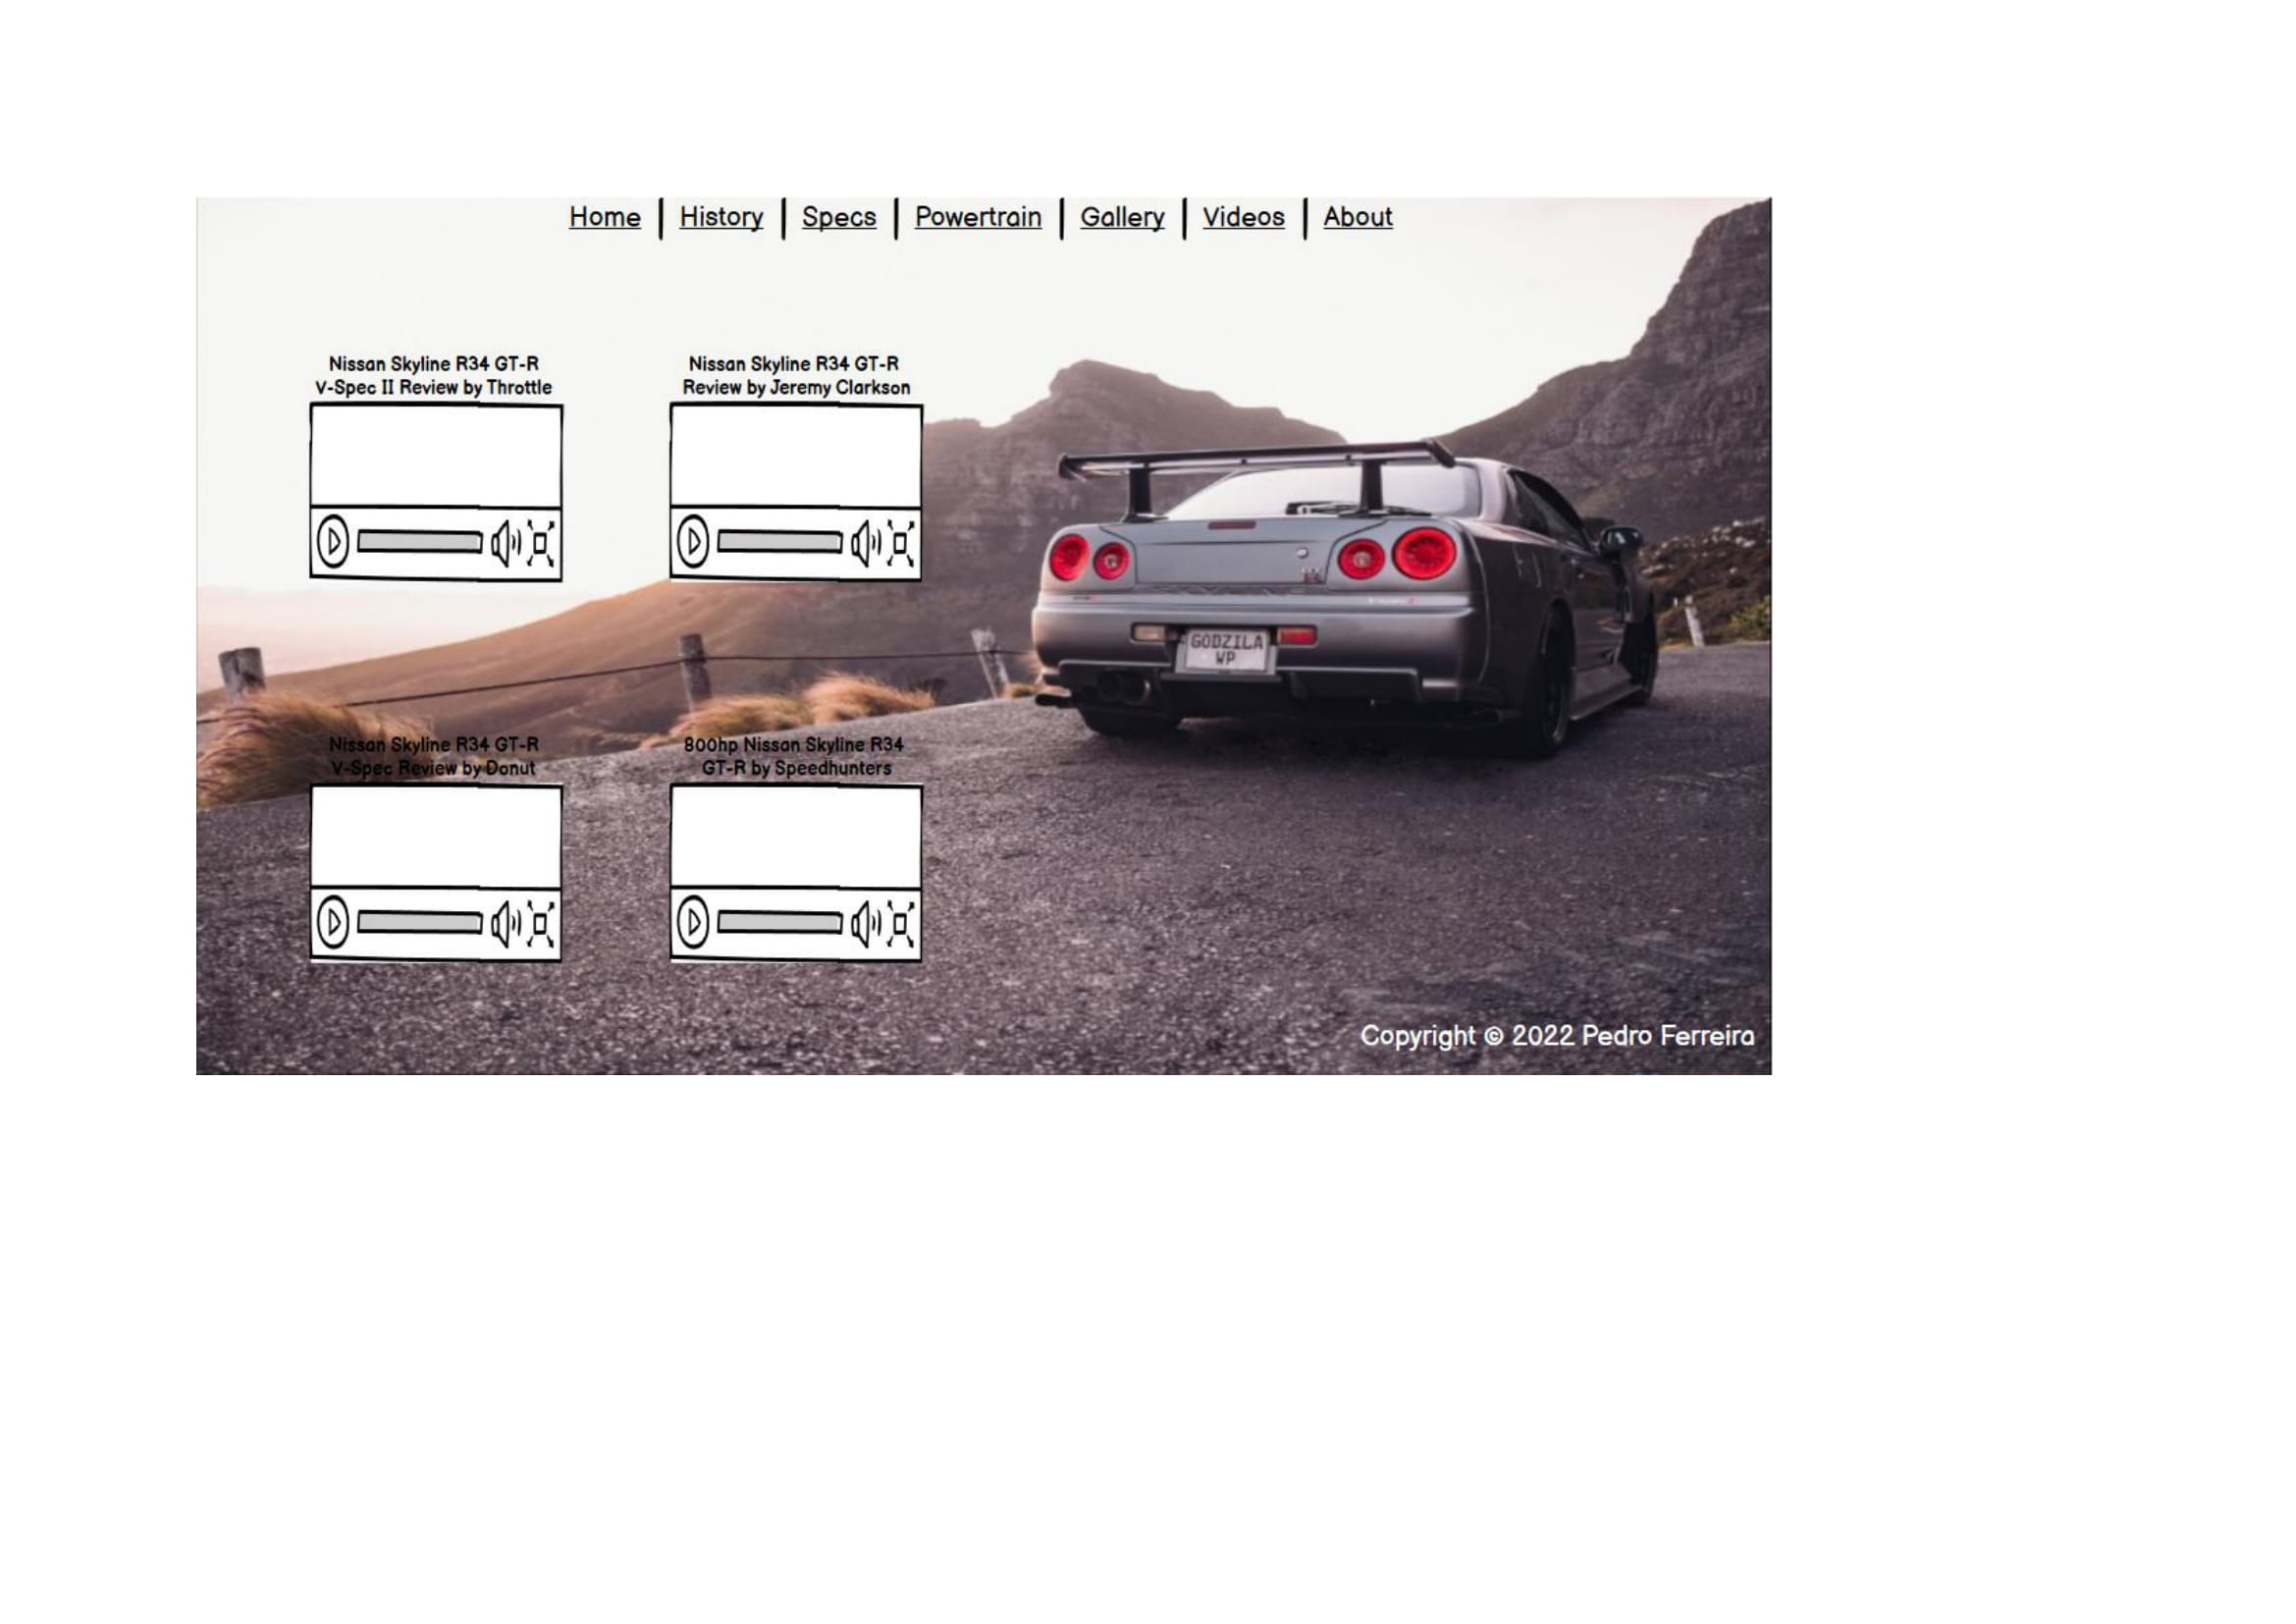 Home History Specs Powertrain Gallery Videos About
Nissan Skyline R34 GT-R
V-Spec II Review by Throttle
Nissan Skyline R34 GT-R
Review by Jeremy Clarkson
GODZILA
WP
Nissan Skyline R34 GT-R
V-Spec Review by Donut
800hp Nissan Skyline R34
GT-R by Speedhunters
Copyright © 2022 Pedro Ferreira